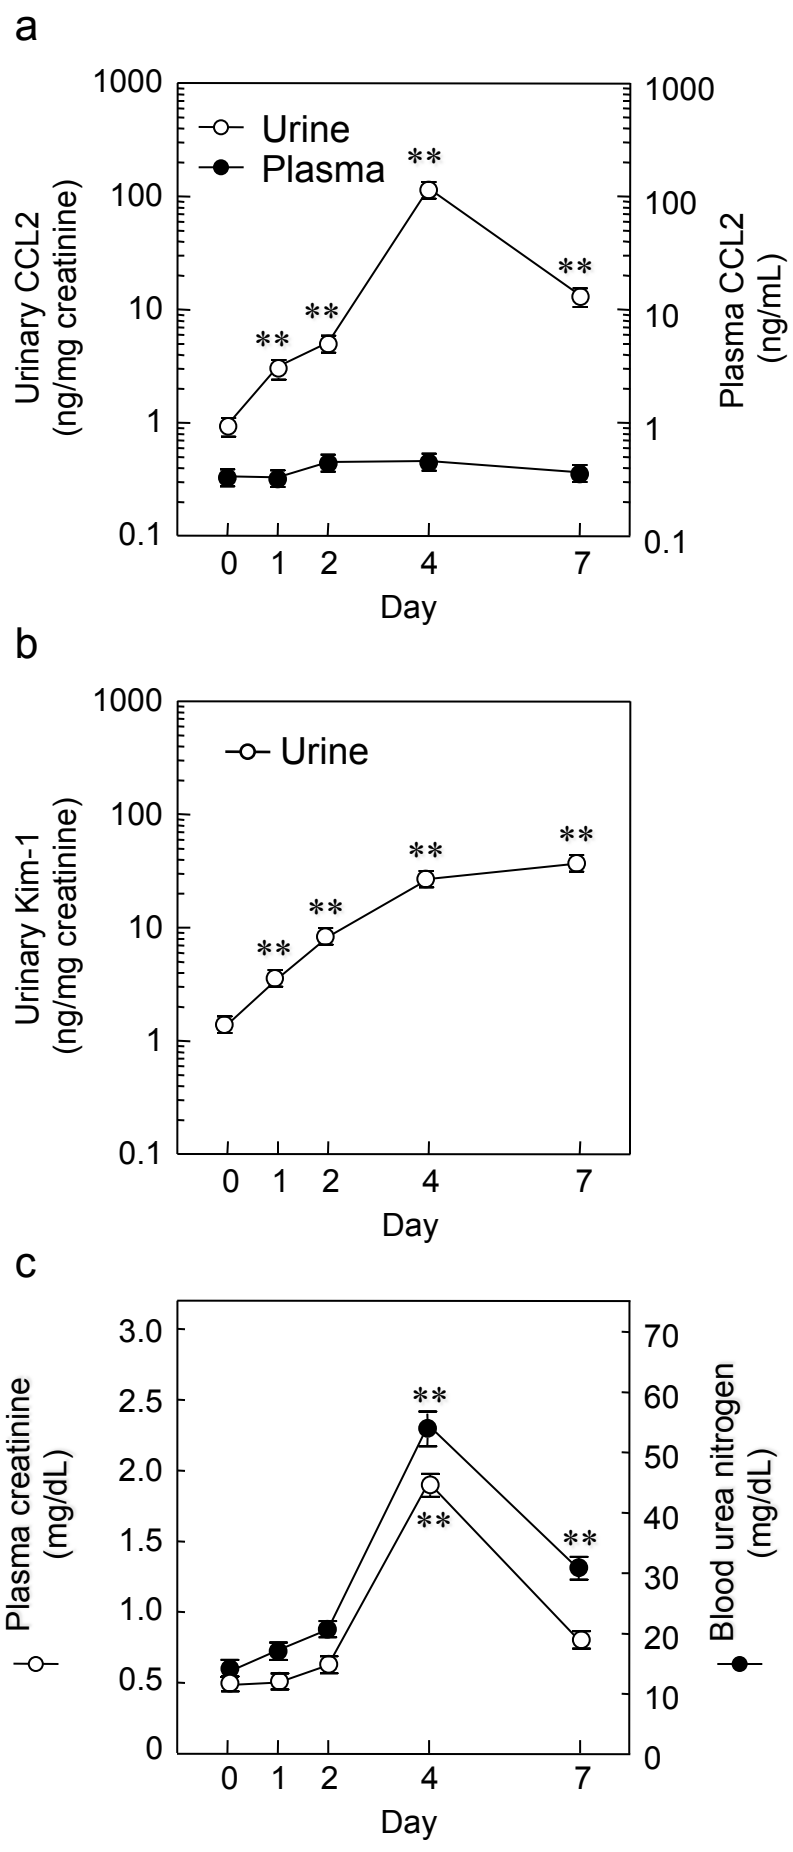 a
Urinary CCL2
(ng/mg creatinine)
1000
100
10
1
0.1
Urine
Plasma
**
**
**
**
1000
100
10
1
0.1
Plasma CCL2
(ng/mL)
0 1 2 4 7
Day
b
Urinary Kim-1
(ng/mg creatinine)
1000
100
10
1
0.1
Urine
**
**
**
**
0 1 2 4 7
Day
c
Plasma creatinine
(mg/dL)
3.0
2.5
2.0
1.5
1.0
0.5
0
**
**
**
70
60
50
40
30
20
10
0
Blood urea nitrogen
(mg/dL)
0 1 2 4 7
Day